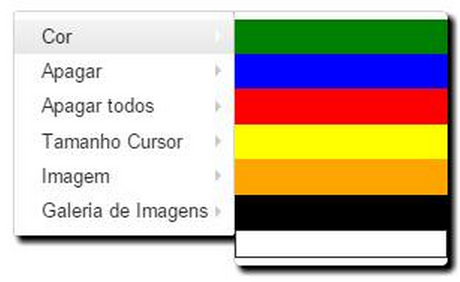 Cor
Apagar
Apagar todos
Tamanho Cursor
Imagem
Galeria de Imagens